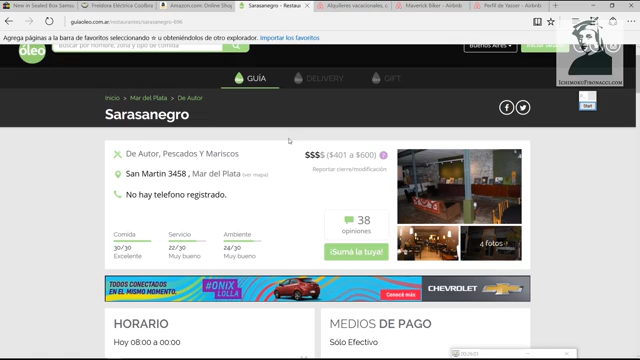 New in Sealed Box Samsu
Freidora Eléctrica Coolbra
Amazon.com: Online Shop
Sarasanegro - Restau
Alquileres vacacionales,
Maverick Biker - Airbnb
Perfil de Yasser - Airbnb
guiaoleo.com.ar/restaurantes/sarasanegro-696
Agrega páginas a la barra de favoritos seleccionando ☆ u obteniéndolos de otro explorador. Importar los favoritos
óleo
Buscar por nombre, zona y tipo de comida
Buenos Aires
GUÍA
DELIVERY
GIFT
ICHIMOKUFIBONACCI.COM
Start
Inicio > Mar del Plata > De Autor
Sarasanegro
De Autor, Pescados Y Mariscos
$$$$ ($401 a $600) ?
Reportar cierre/modificación
San Martin 3458 , Mar del Plata (ver mapa)
No hay telefono registrado.
38
opiniones
¡Sumá la tuya!
4 fotos
Comida
Servicio
Ambiente
30/30
22/30
24/30
Excelente
Muy bueno
Muy bueno
TODOS CONECTADOS
EN EL MISMO MOMENTO.
#ONIX
LOLLA
Conocé más
CHEVROLET
HORARIO
MEDIOS DE PAGO
Hoy 08:00 a 00:00
Sólo Efectivo